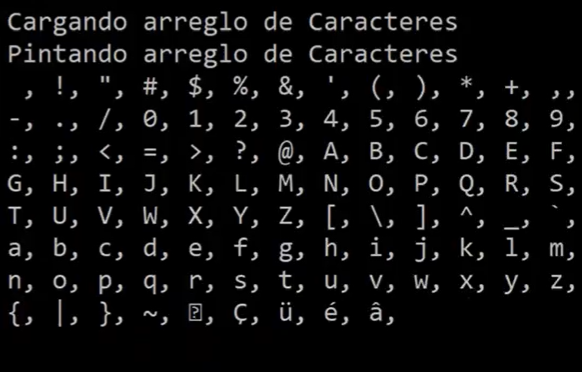 Cargando arreglo de Caracteres
Pintando arreglo de Caracteres
 , !, ", #, $, %, &, ', (, ), *, +, ,,
-, ., /, 0, 1, 2, 3, 4, 5, 6, 7, 8, 9,
:, ;, <, =, >, ?, @, A, B, C, D, E, F,
G, H, I, J, K, L, M, N, O, P, Q, R, S,
T, U, V, W, X, Y, Z, [, \, ], ^, _, `,
a, b, c, d, e, f, g, h, i, j, k, l, m,
n, o, p, q, r, s, t, u, v, w, x, y, z,
{, |, }, ~, ⍰, Ç, ü, é, â,